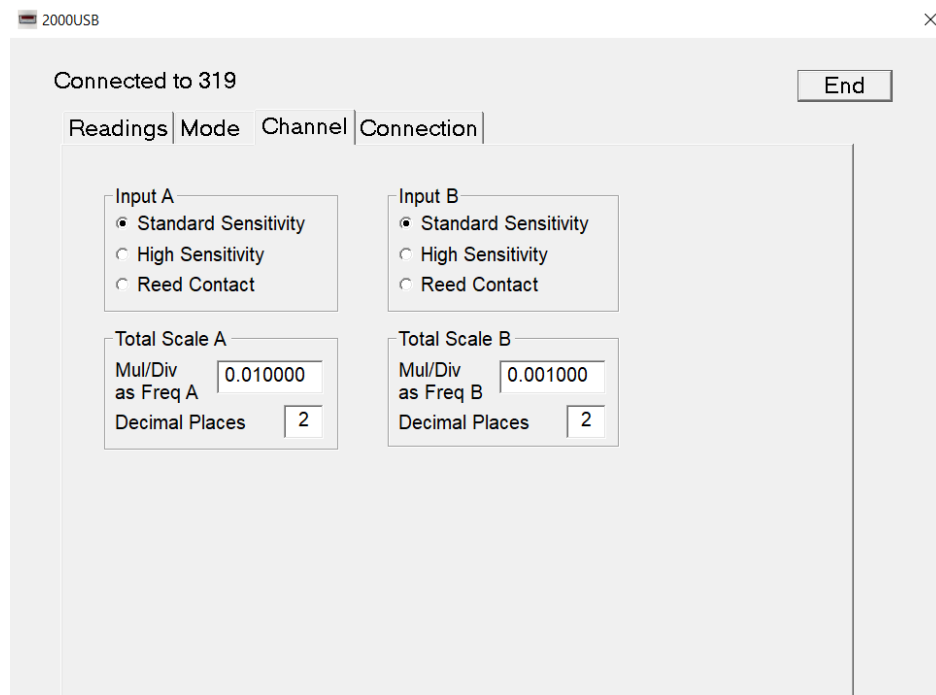 2000USB
Connected to 319
End
Readings Mode Channel Connection
Input A
Standard Sensitivity
High Sensitivity
Reed Contact
Input B
Standard Sensitivity
High Sensitivity
Reed Contact
Total Scale A
Mul/Div
as Freq A
0.010000
Decimal Places 2
Total Scale B
Mul/Div
as Freq B
0.001000
Decimal Places 2